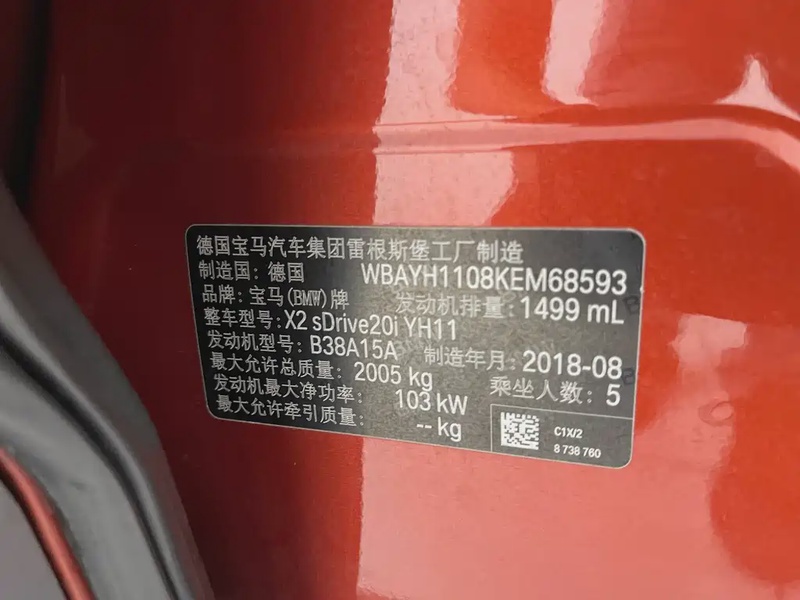 德国宝马汽车集团雷根斯堡工厂制造
制造国: 德国 WBAYH1108KEM68593
品牌: 宝马(BMW)牌 发动机排量: 1499 mL
整车型号: X2 sDrive20i YH11
发动机型号: B38A15A 制造年月: 2018-08
最大允许总质量: 2005 kg 乘坐人数: 5
发动机最大净功率: 103 kW
最大允许牵引质量: -- kg
C1X/2
8 738 760